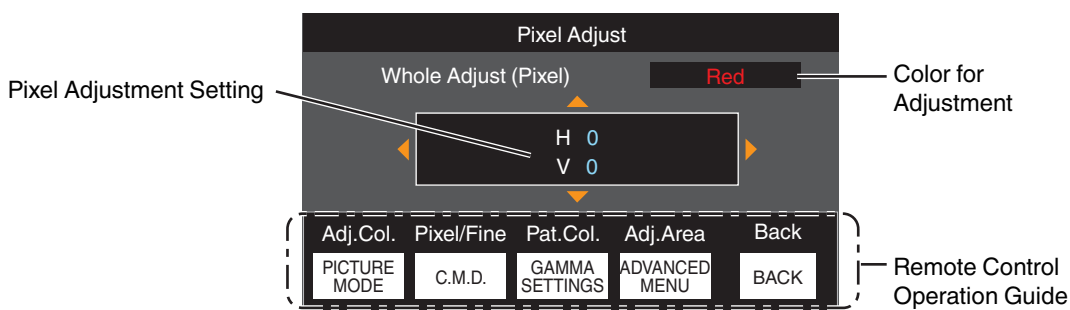 Pixel Adjust
Whole Adjust (Pixel)
Red
Color for
Adjustment
Pixel Adjustment Setting
H 0
V 0
Adj.Col. Pixel/Fine Pat.Col. Adj.Area Back
PICTURE
MODE
C.M.D.
GAMMA
SETTINGS
ADVANCED
MENU
BACK
Remote Control
Operation Guide